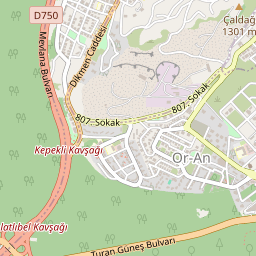 D750
Mevlana Bulvarı
Dikmen Caddesi
Çaldağ
1301 m
807. Sokak
807. Sokak
Kepekli Kavşağı
Or-An
Turan Güneş Bulvarı